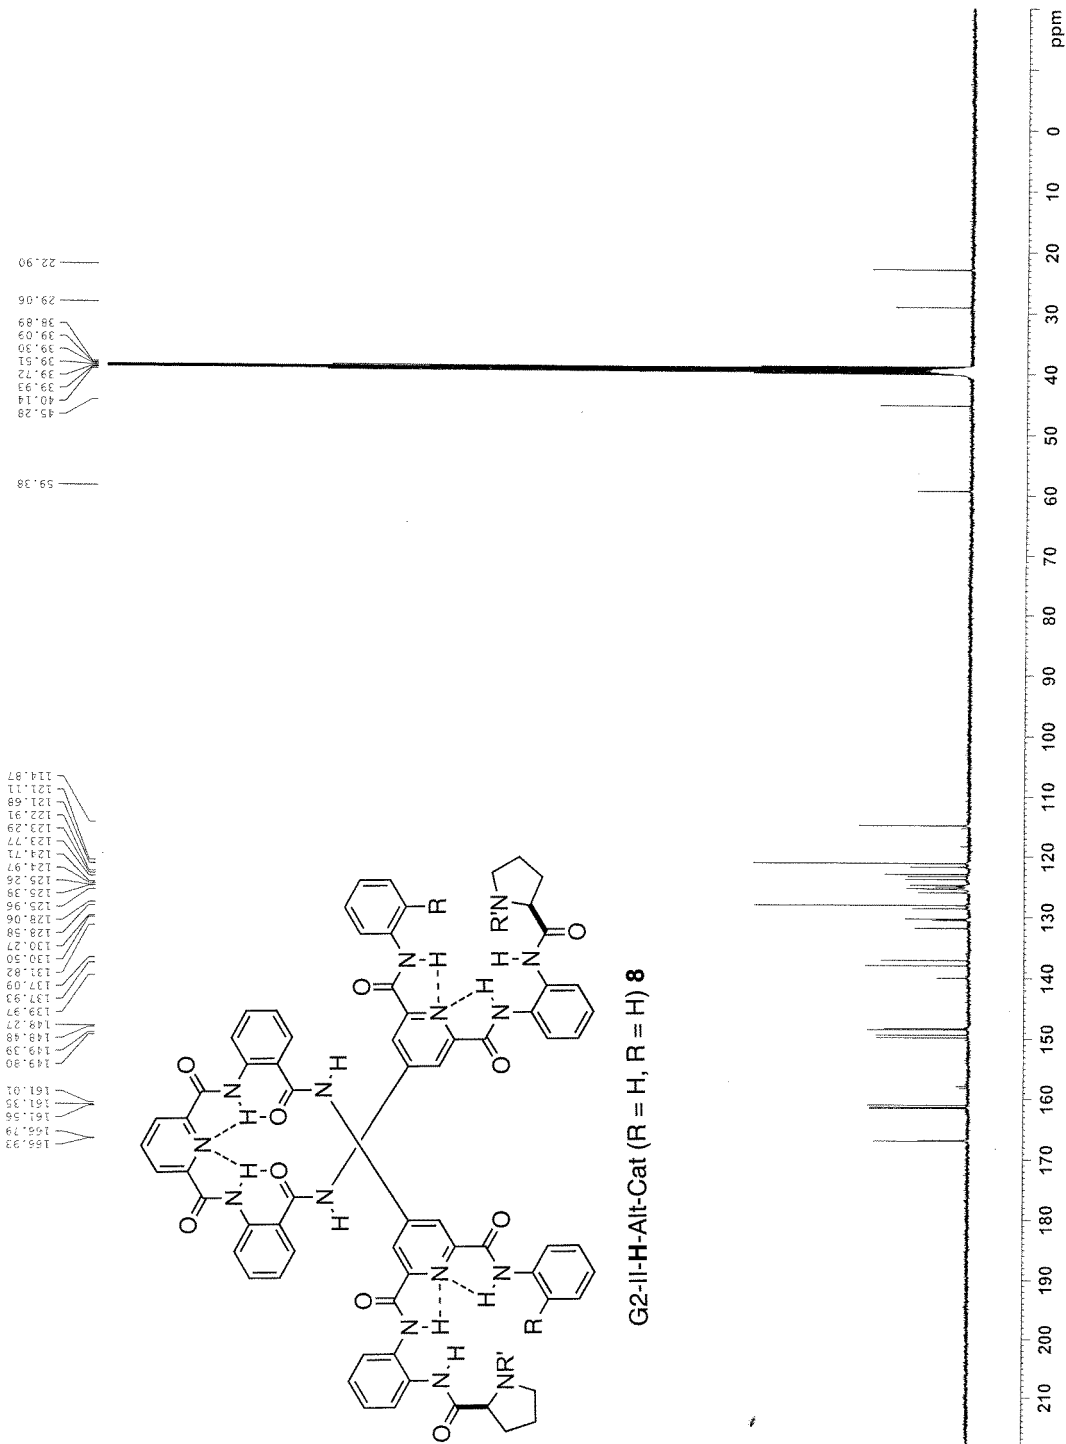 166.93
166.79
161.56
161.35
161.01
149.80
149.39
148.48
148.27
139.97
137.93
137.09
131.82
130.50
130.27
128.58
128.06
125.96
125.39
125.26
124.97
124.71
123.77
123.29
122.91
121.68
121.11
114.87
59.38
45.28
40.14
39.93
39.72
39.51
39.30
39.09
38.89
29.06
22.90
O N O
N H H N
O O
N N
H H
O O
N N
H H
N N
H H
N N
O O
R R
H H
N N
O O
NR' R'N
G2-II-H-Alt-Cat (R = H, R = H) 8
210 200 190 180 170 160 150 140 130 120 110 100 90 80 70 60 50 40 30 20 10 0 ppm